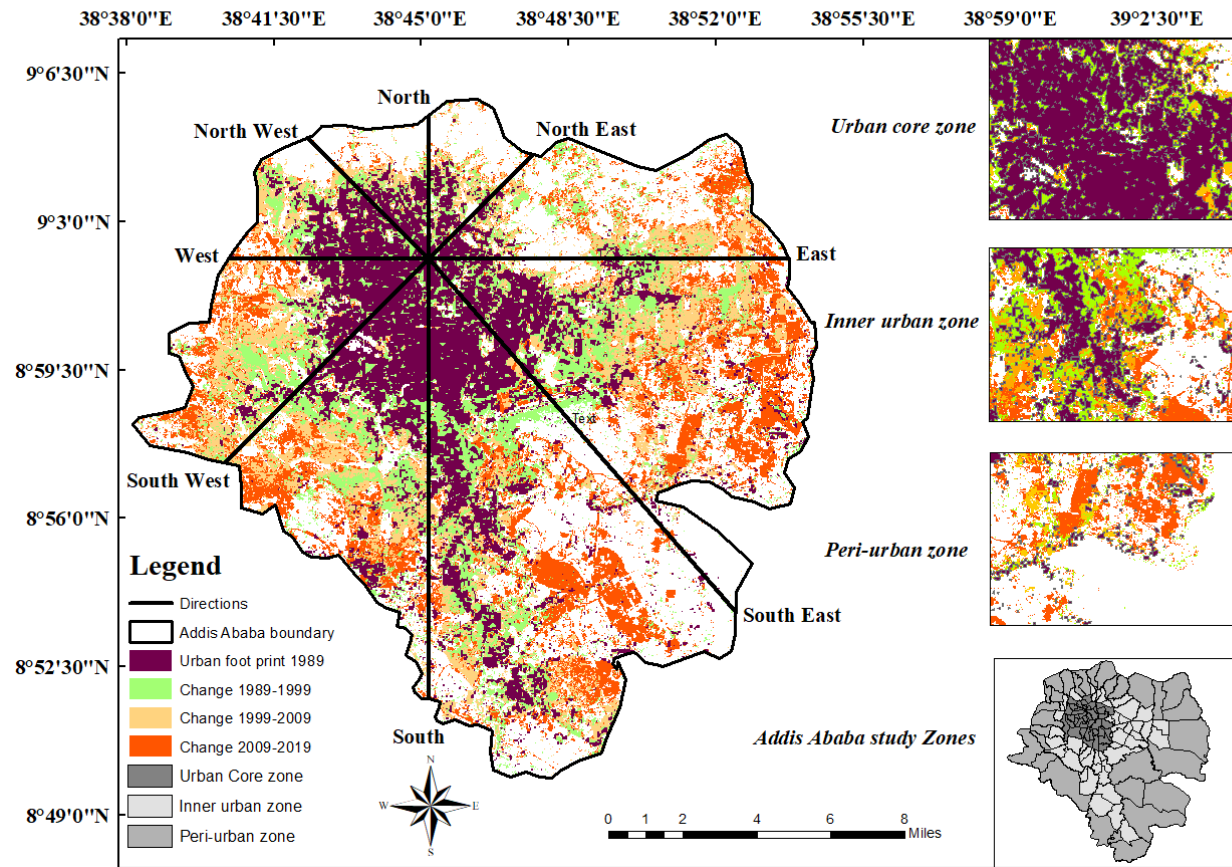 38°38'0"E 38°41'30"E 38°45'0"E 38°48'30"E 38°52'0"E 38°55'30"E 38°59'0"E 39°2'30"E
9°6'30"N
North
North West
North East
Urban core zone
9°3'30"N
West
East
Inner urban zone
8°59'30"N
Text
South West
8°56'0"N
Peri-urban zone
Legend
Directions
South East
Addis Ababa boundary
Urban foot print 1989
8°52'30"N
Change 1989-1999
Change 1999-2009
South
Addis Ababa study Zones
Change 2009-2019
Urban Core zone
N
Inner urban zone
W E
8°49'0"N
0 1 2 4 6 8
Miles
Peri-urban zone
S